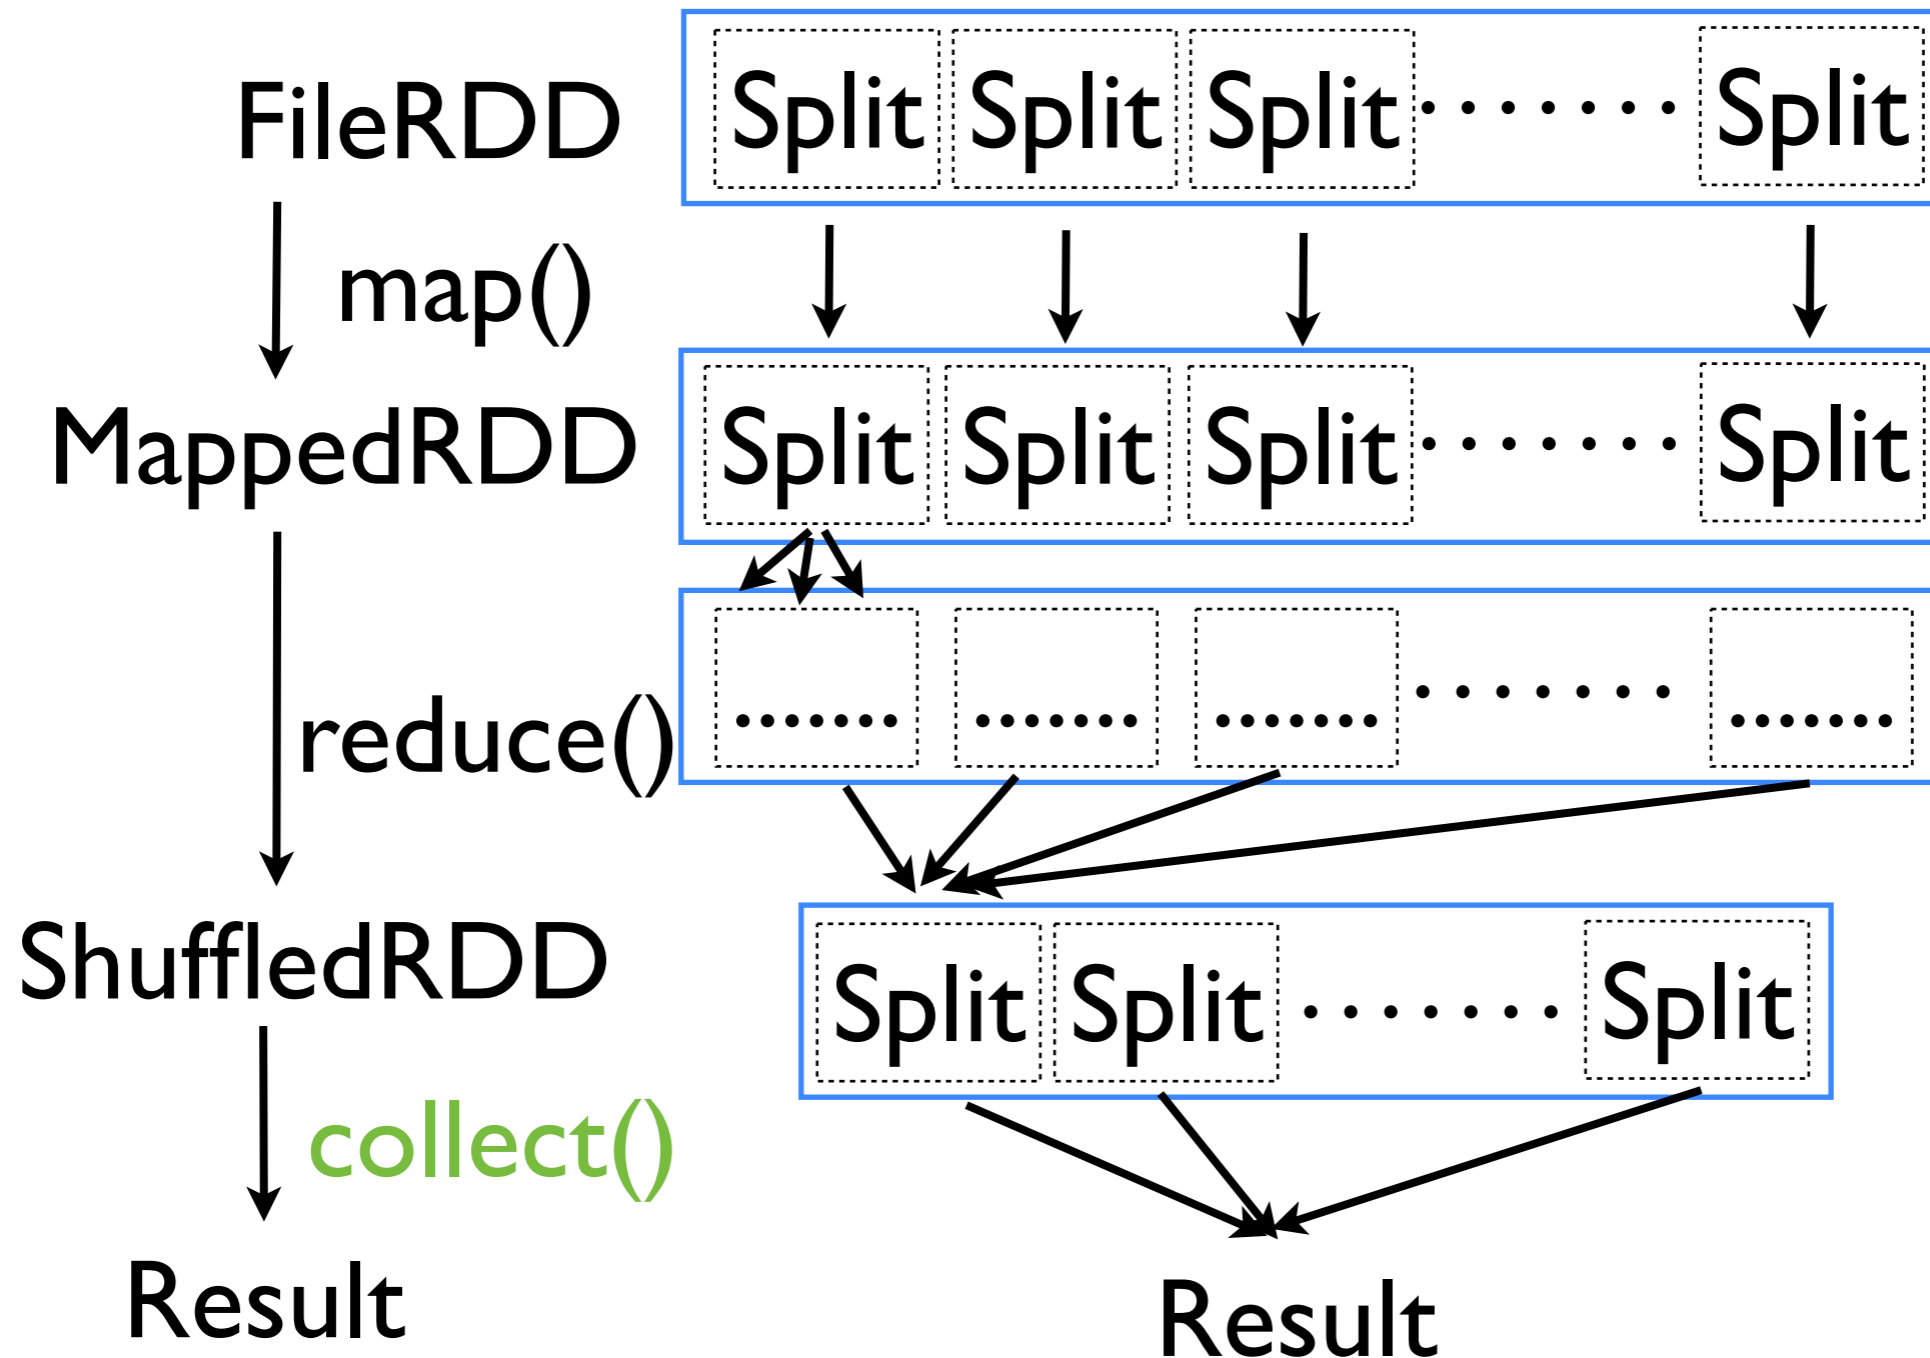 FileRDD
Split Split Split ....... Split
map()
MappedRDD
Split Split Split ....... Split
reduce()
....... ....... ....... ....... .......
ShuffledRDD
Split Split ....... Split
collect()
Result
Result